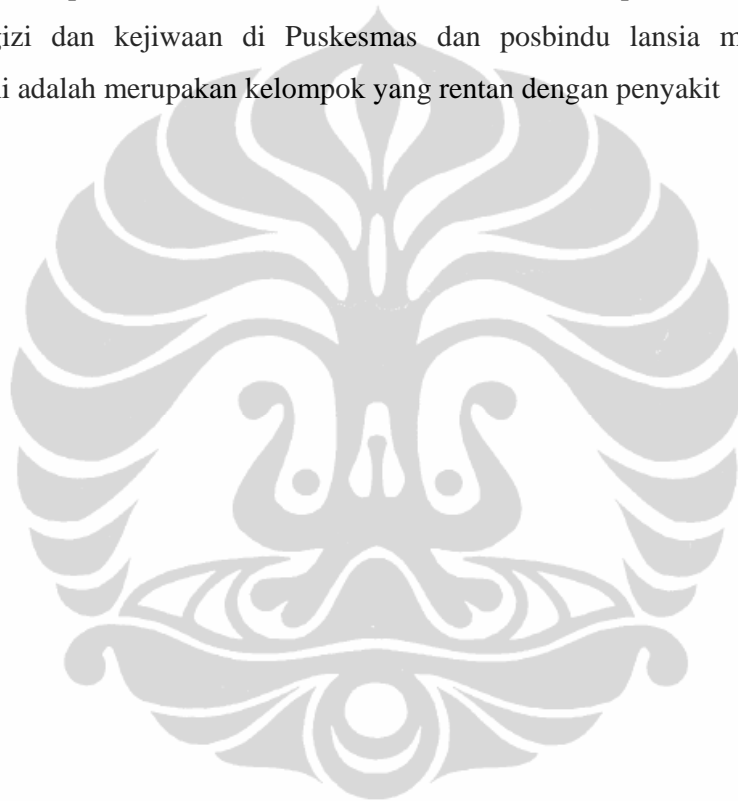 gizi dan kejiwaan di Puskesmas dan posbindu lansia
adalah merupakan kelompok yang rentan dengan penyakit